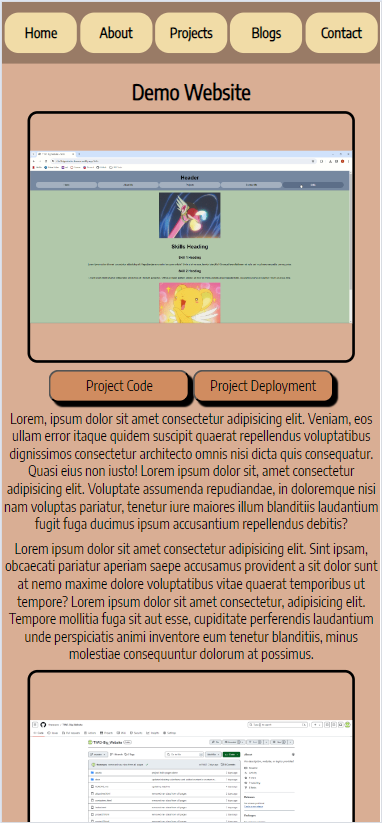 Home About Projects Blogs Contact
Demo Website
Header
Skills Heading
Skill 1 Heading
Skill 2 Heading
Project Code Project Deployment
Lorem, ipsum dolor sit amet consectetur adipisicing elit. Veniam, eos
ullam error itaque quidem suscipit quaerat repellendus voluptatibus
dignissimos consectetur architecto omnis nisi dicta quis consequatur.
Quasi eius non iusto! Lorem ipsum dolor sit, amet consectetur
adipisicing elit. Voluptate assumenda repudiandae, in doloremque nisi
nam voluptas pariatur, tenetur iure maiores illum blanditiis laudantium
fugit fuga ducimus ipsum accusantium repellendus debitis?
Lorem ipsum dolor sit amet consectetur adipisicing elit. Sint ipsam,
obcaecati pariatur aperiam saepe accusamus provident a sit dolor sunt
at nemo maxime dolore voluptatibus vitae quaerat temporibus ut
tempore? Lorem ipsum dolor sit amet consectetur, adipisicing elit.
Tempore mollitia fuga sit aut esse, cupiditate perferendis laudantium
unde perspiciatis animi inventore eum tenetur blanditiis, minus
molestiae consequuntur dolorum at possimus.